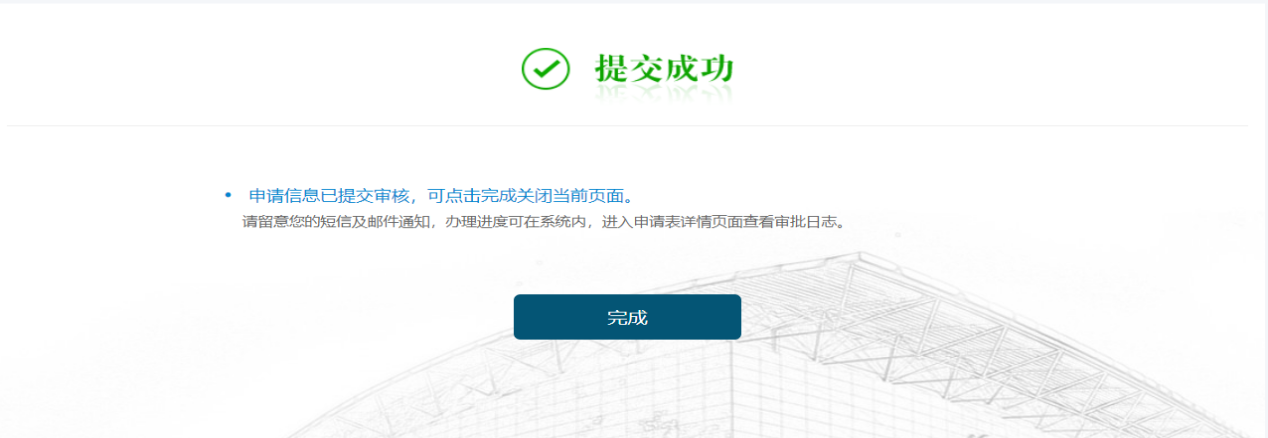 提交成功
• 申请信息已提交审核，可点击完成关闭当前页面。
请留意您的短信及邮件通知，办理进度可在系统内，进入申请表详情页面查看审批日志。
完成